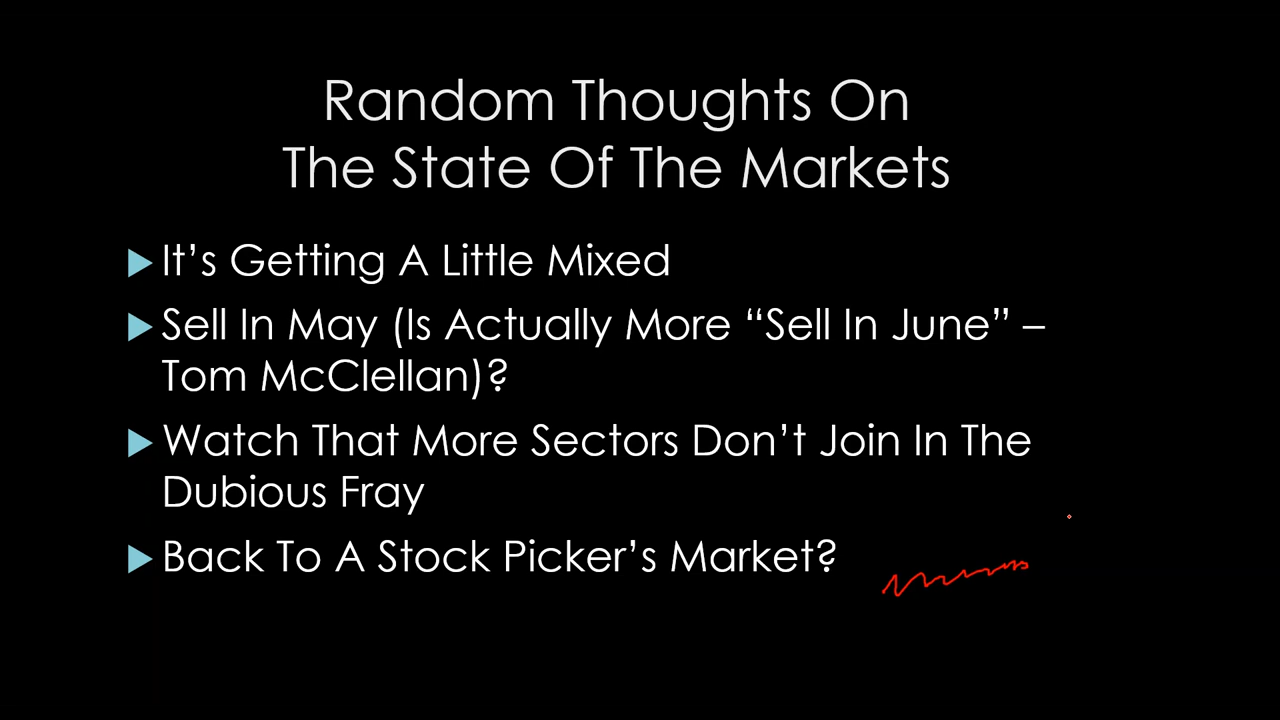 Random Thoughts On
The State Of The Markets
It’s Getting A Little Mixed
Sell In May (Is Actually More “Sell In June” –
Tom McClellan)?
Watch That More Sectors Don’t Join In The
Dubious Fray
Back To A Stock Picker’s Market?